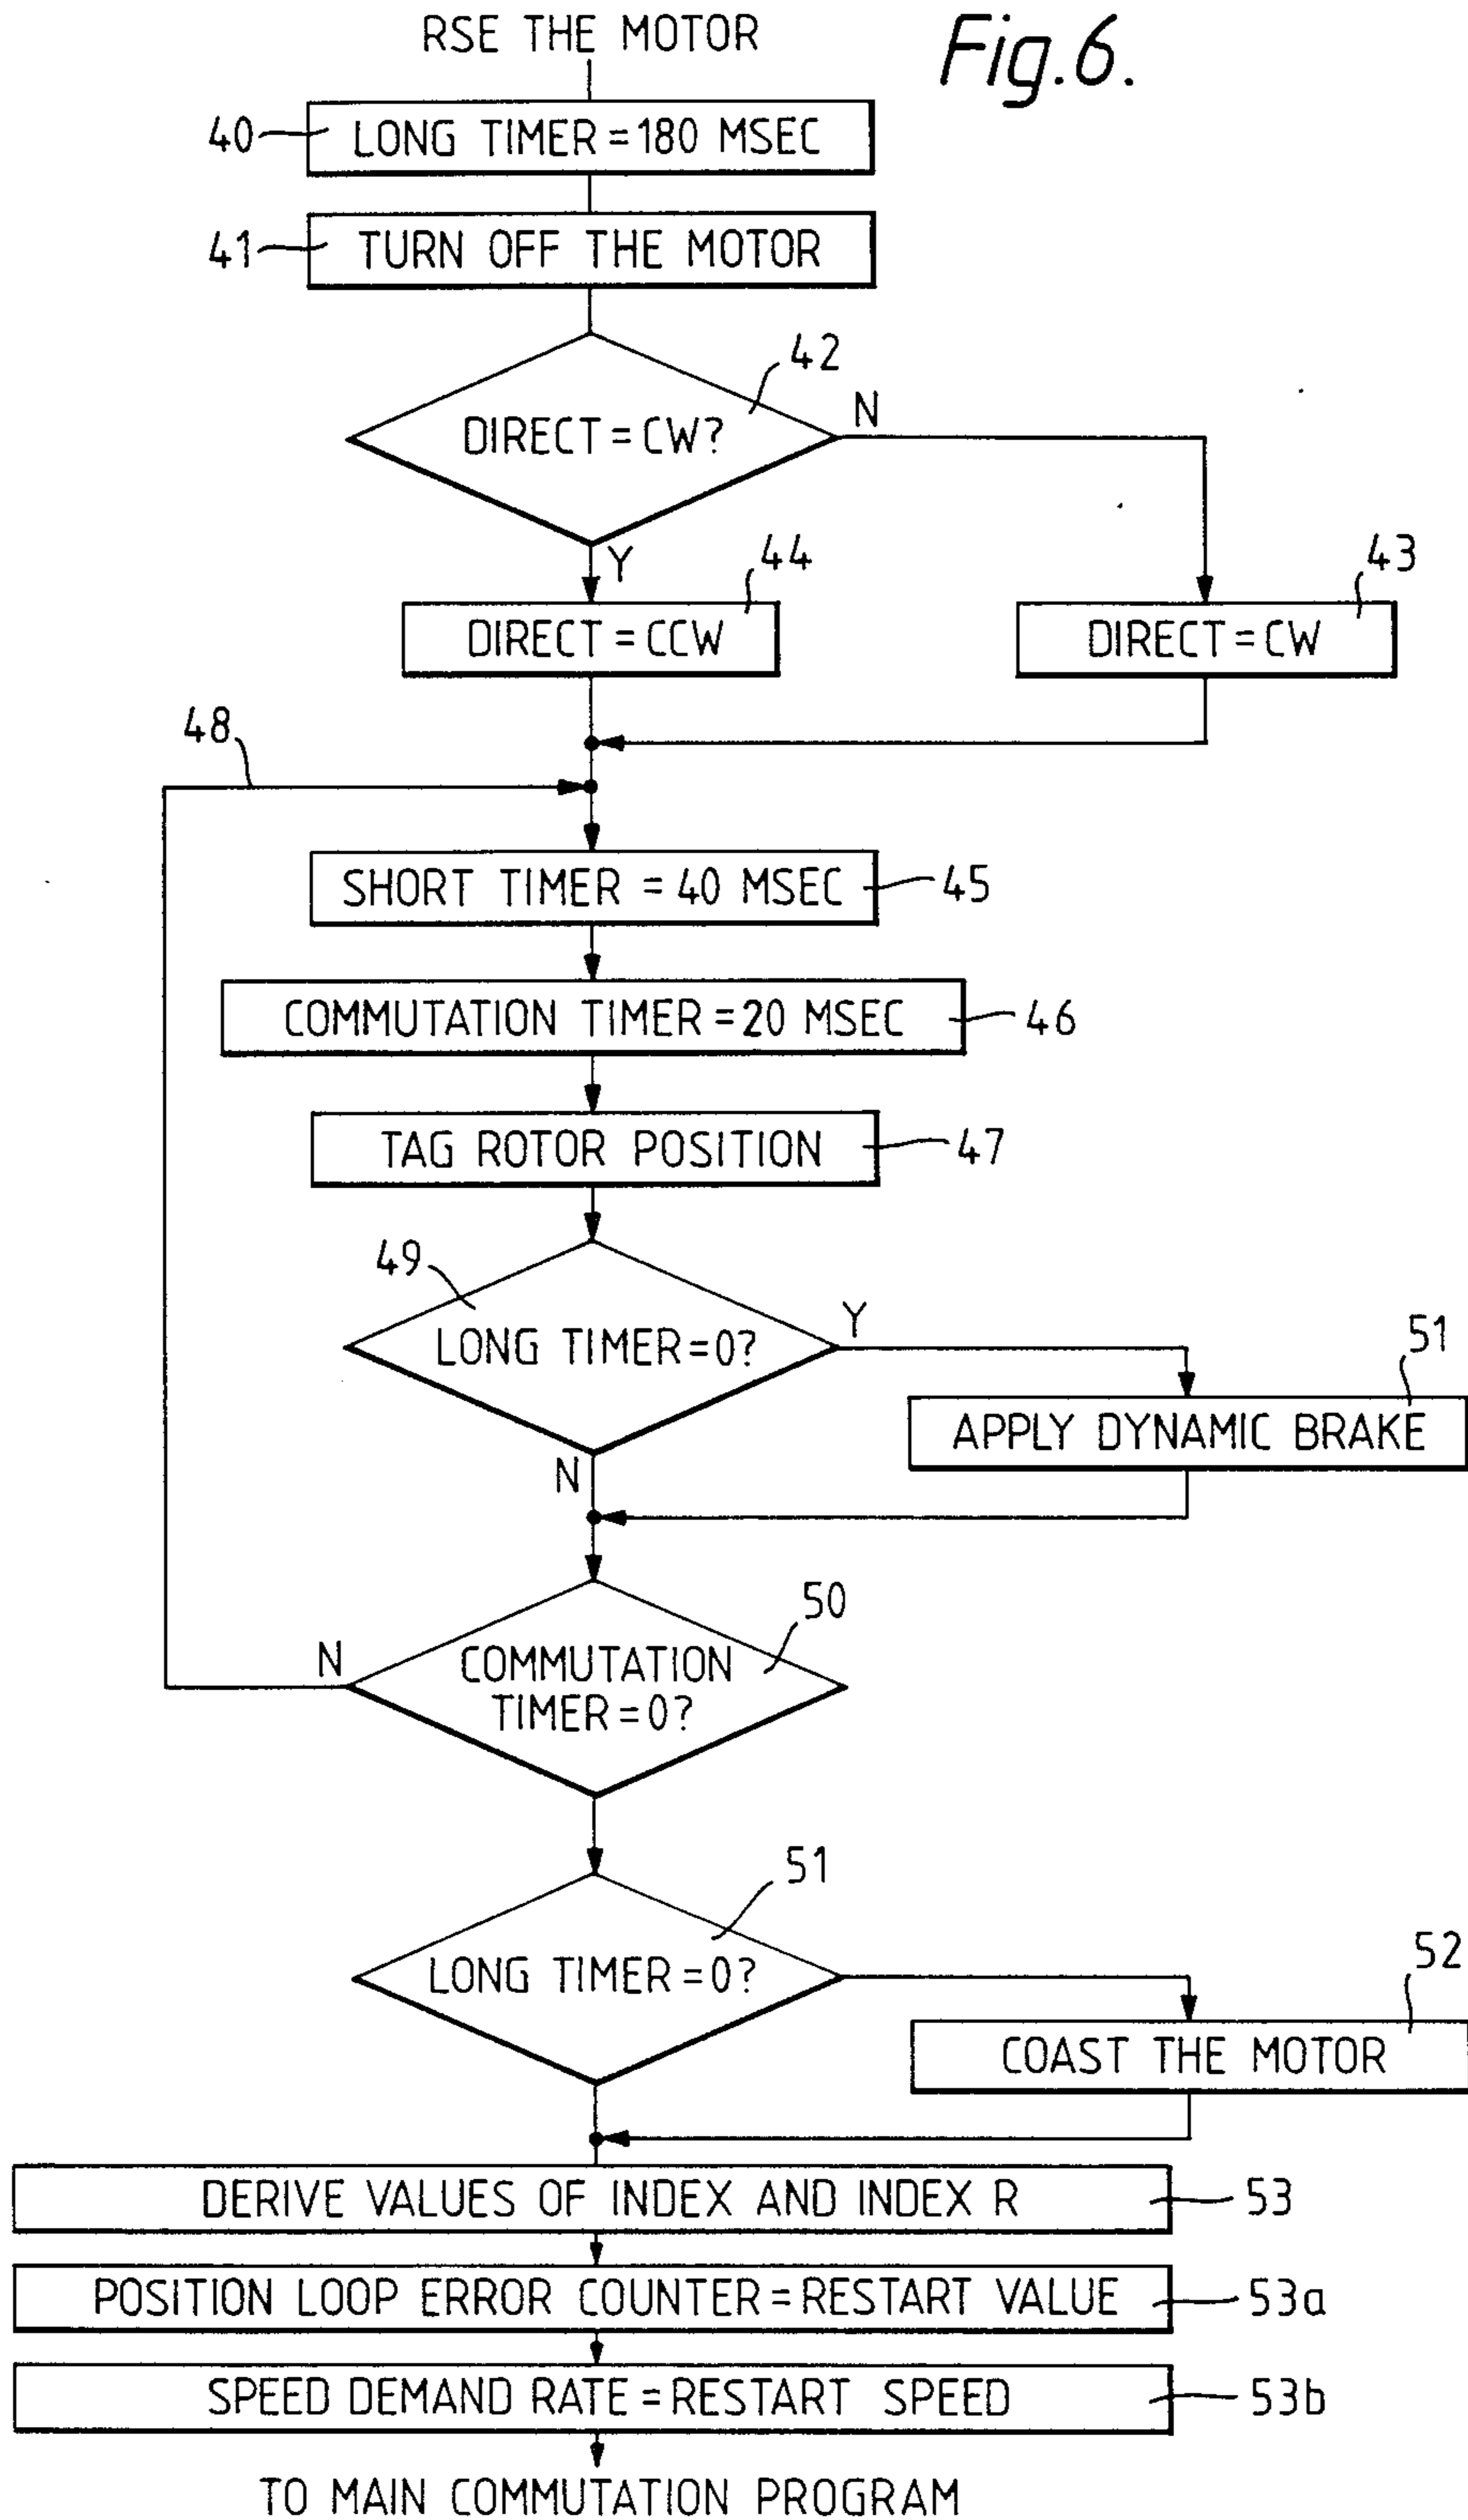 RSE THE MOTOR
Fig.6.
40
LONG TIMER = 180 MSEC
41
TURN OFF THE MOTOR
42
DIRECT = CW?
N
Y
44
43
DIRECT = CCW
DIRECT = CW
48
SHORT TIMER = 40 MSEC
45
COMMUTATION TIMER = 20 MSEC
46
TAG ROTOR POSITION
47
49
LONG TIMER = 0?
Y
51
APPLY DYNAMIC BRAKE
N
50
N
COMMUTATION
TIMER = 0?
51
LONG TIMER = 0?
52
COAST THE MOTOR
DERIVE VALUES OF INDEX AND INDEX R
53
POSITION LOOP ERROR COUNTER = RESTART VALUE
53a
SPEED DEMAND RATE = RESTART SPEED
53b
TO MAIN COMMUTATION PROGRAM